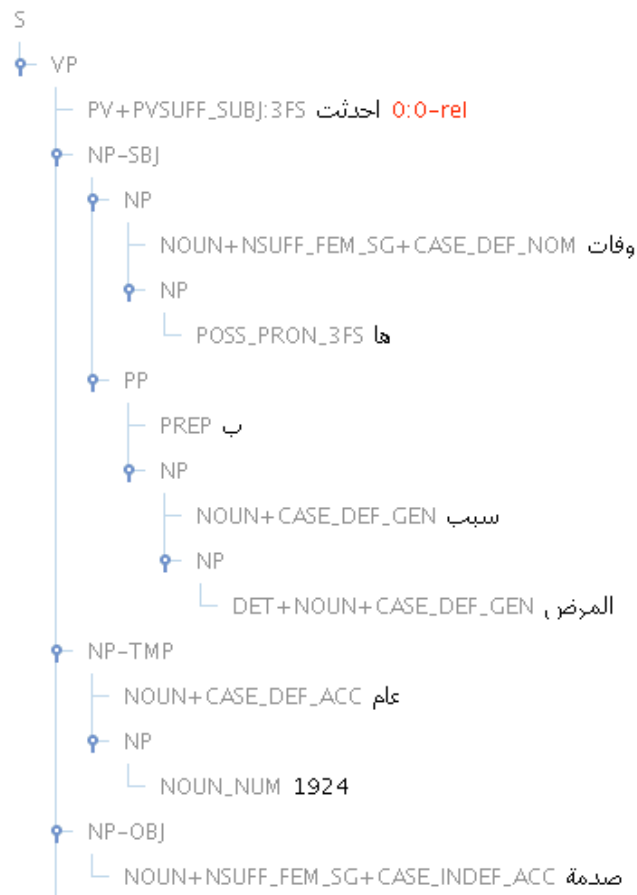 S
VP
PV+PVSUFF_SUBJ:3FS احدثت 0:0-rel
NP-SBJ
NP
NOUN+NSUFF_FEM_SG+CASE_DEF_NOM وفات
NP
POSS_PRON_3FS ها
PP
PREP ب
NP
NOUN+CASE_DEF_GEN سبب
NP
DET+NOUN+CASE_DEF_GEN المرض
NP-TMP
NOUN+CASE_DEF_ACC عام
NP
NOUN_NUM 1924
NP-OBJ
NOUN+NSUFF_FEM_SG+CASE_INDEF_ACC صدمة